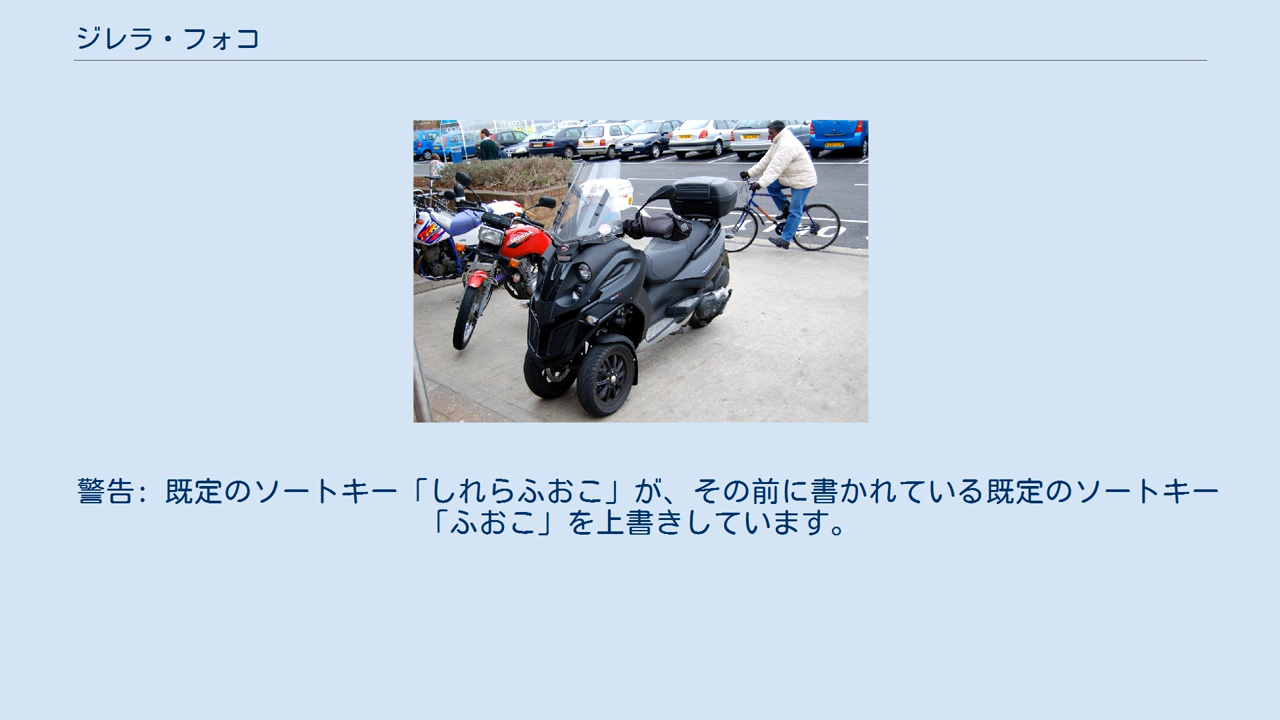 ジレラ・フォコ
警告: 既定のソートキー「しれらふおこ」が、その前に書かれている既定のソートキー
「ふおこ」を上書きしています。